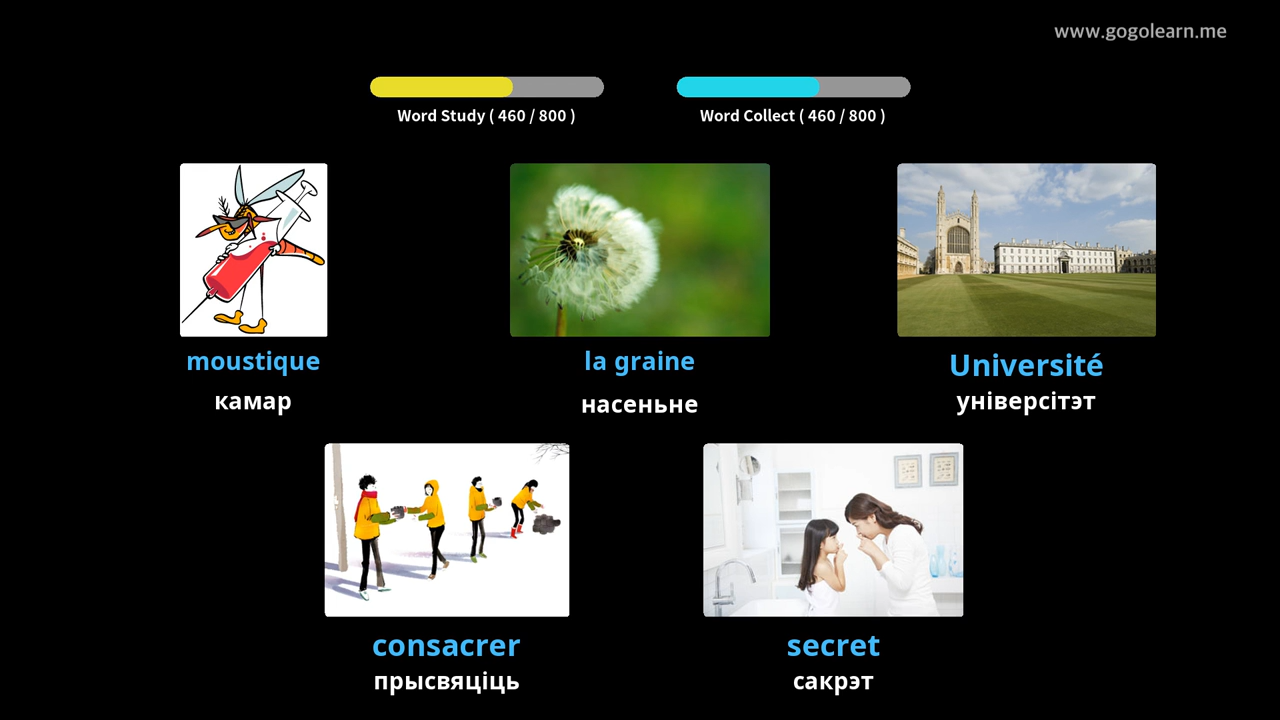 www.gogolearn.me
Word Study ( 460 / 800 )
Word Collect ( 460 / 800 )
moustique
камар
la graine
насеньне
Université
універсітэт
consacrer
прысвяціць
secret
сакрэт